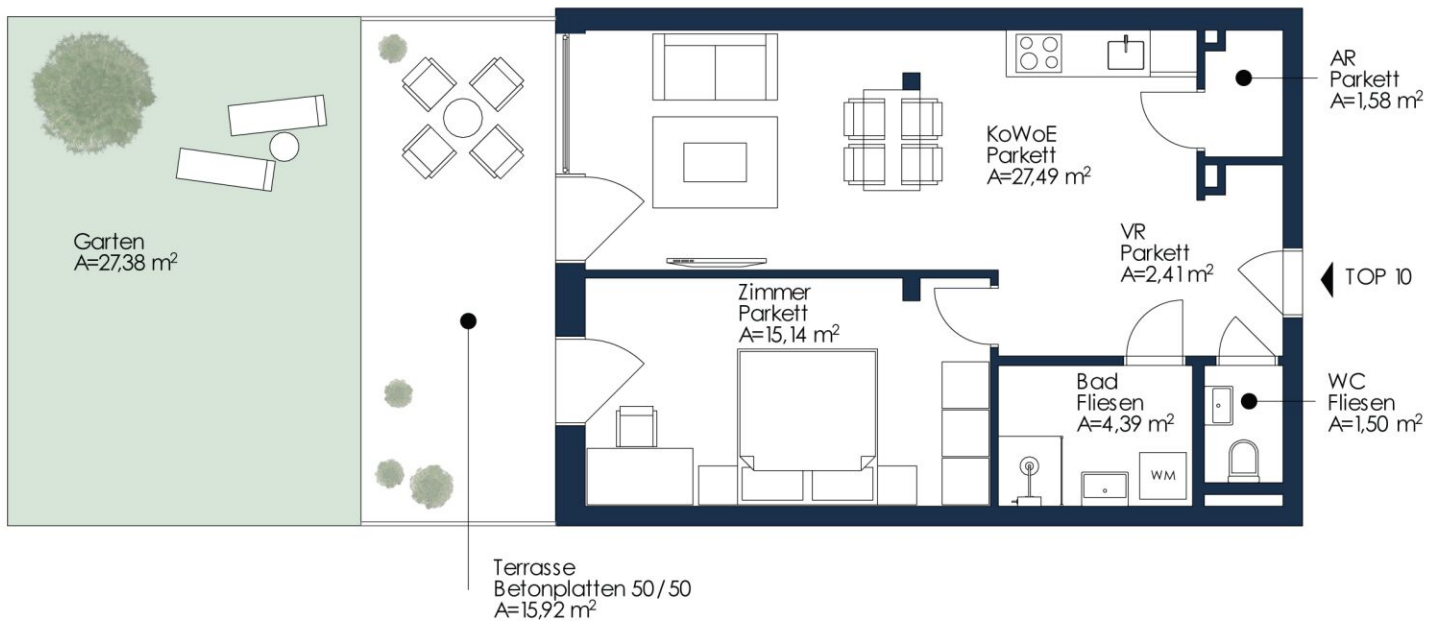 AR
Parkett
A=1,58 m²
KoWoE
Parkett
A=27,49 m²
Garten
A=27,38 m²
VR
Parkett
A=2,41 m²
TOP 10
Zimmer
Parkett
A=15,14 m²
Bad
Fliesen
A=4,39 m²
WC
Fliesen
A=1,50 m²
WM
Terrasse
Betonplatten 50/50
A=15,92 m²